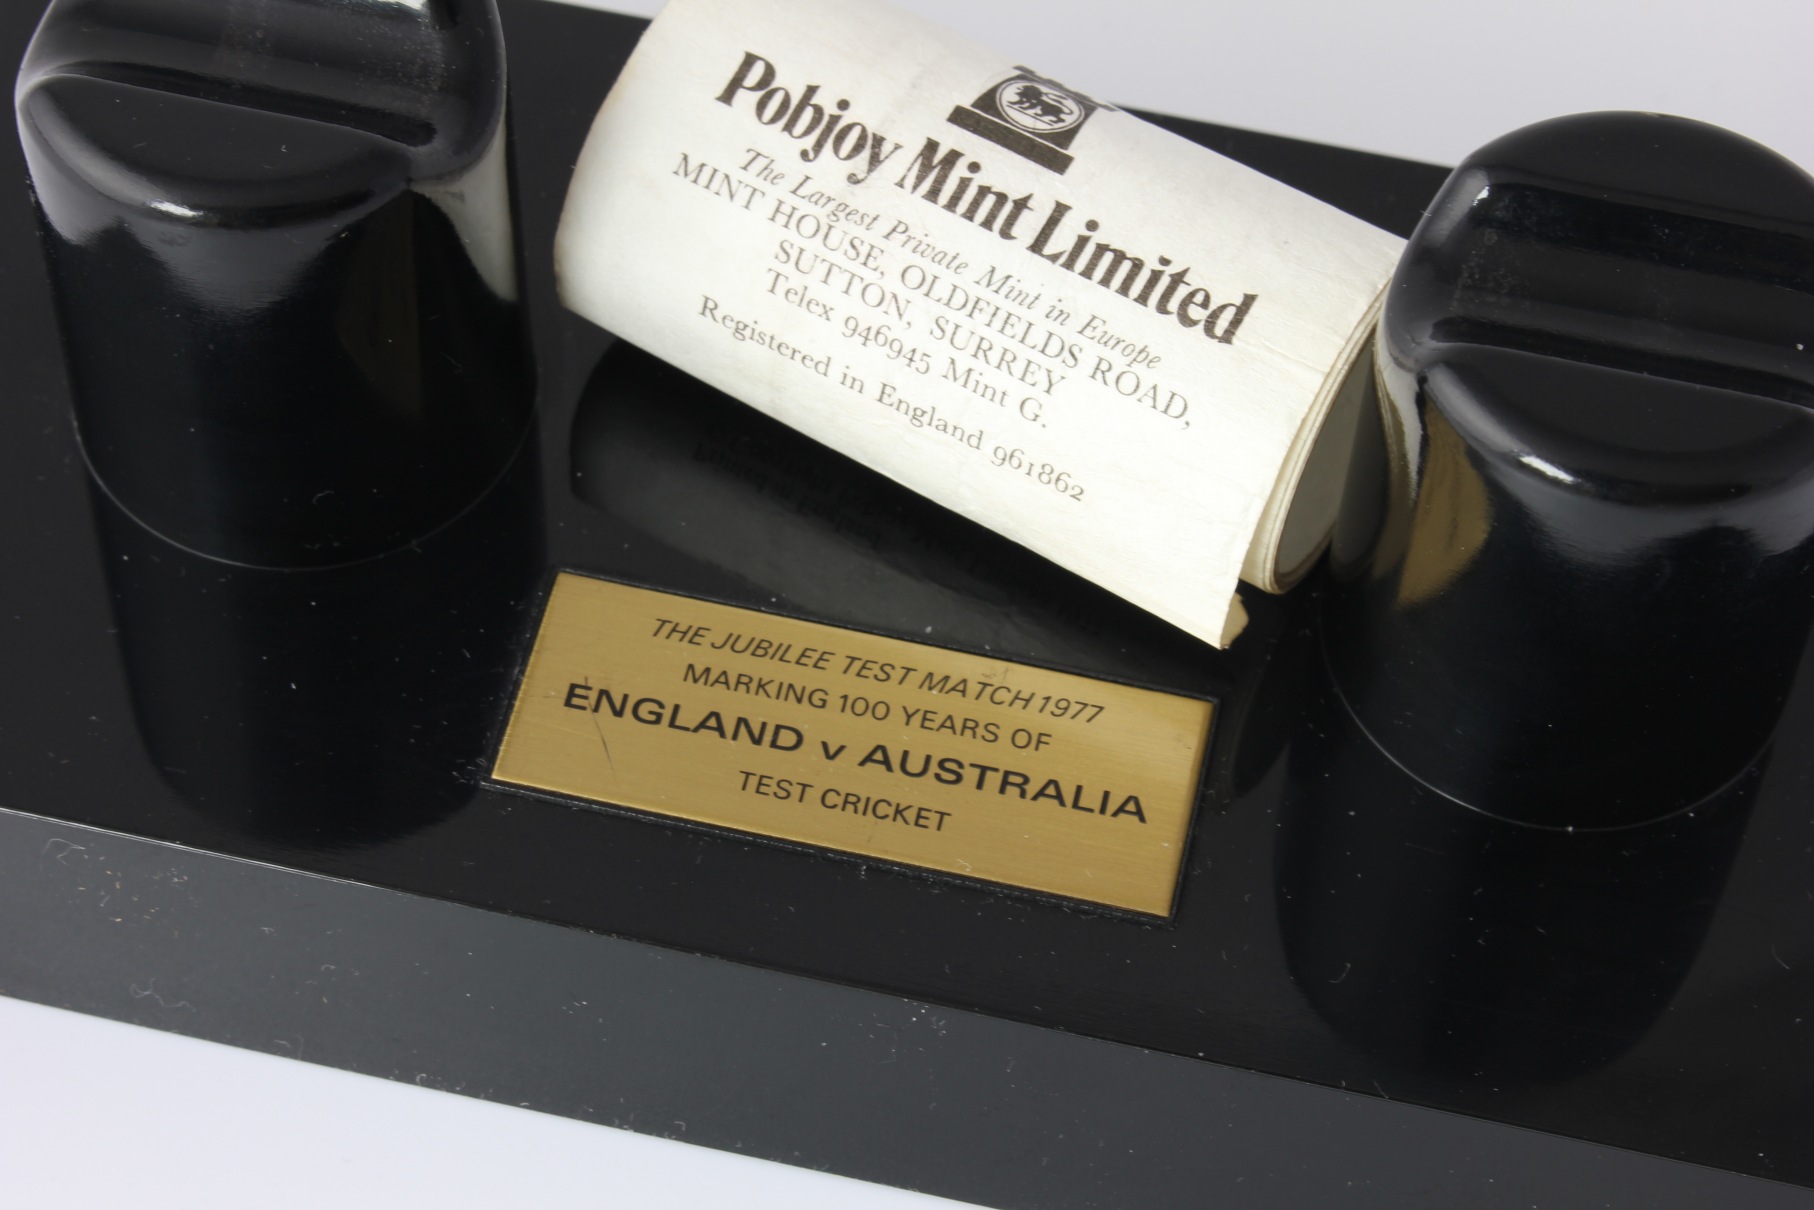 Pobjoy Mint Limited
The Largest Private Mint in Europe
MINT HOUSE, OLDFIELDS ROAD,
SUTTON, SURREY
Telex 946945 Mint G.
Registered in England 961862
THE JUBILEE TEST MATCH 1977
MARKING 100 YEARS OF
ENGLAND v AUSTRALIA
TEST CRICKET